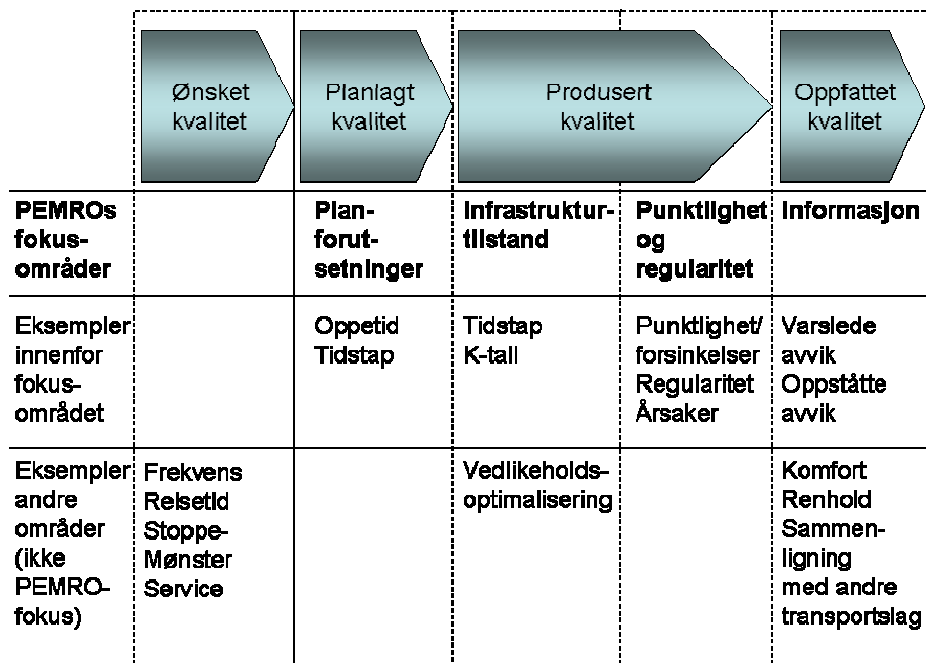 Ønsket
kvalitet
Planlagt
kvalitet
Produsert
kvalitet
Oppfattet
kvalitet
PEMROs
fokus-
områder
Plan-
forut-
setninger
Infrastruktur-
tilstand
Punktlighet
og
regularitet
Informasjon
Eksempler
innenfor
fokus-
området
Oppetid
Tidstap
Tidstap
K-tall
Punktlighet/
forsinkelser
Regularitet
Årsaker
Varslede
avvik
Oppståtte
avvik
Eksempler
andre
områder
(ikke
PEMRO-
fokus)
Frekvens
Reisetid
Stoppe-
Mønster
Service
Vedlikeholds-
optimalisering
Komfort
Renhold
Sammen-
ligning
med andre
transportslag